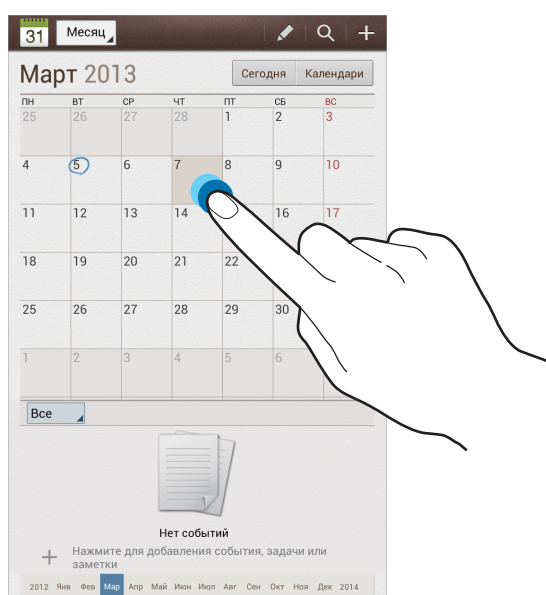 31 Месяц
Март 2013 Сегодня Календари
ПН ВТ СР ЧТ ПТ СБ ВС
25 26 27 28 1 2 3
4 5 6 7 8 9 10
11 12 13 14 16 17
18 19 20 21 22
25 26 27 28 29 30
1 2 3 4 5 6
Все
Нет событий
Нажмите для добавления события, задачи или
заметки
2012 Янв Фев Мар Апр Май Июн Июл Авг Сен Окт Ноя Дек 2014